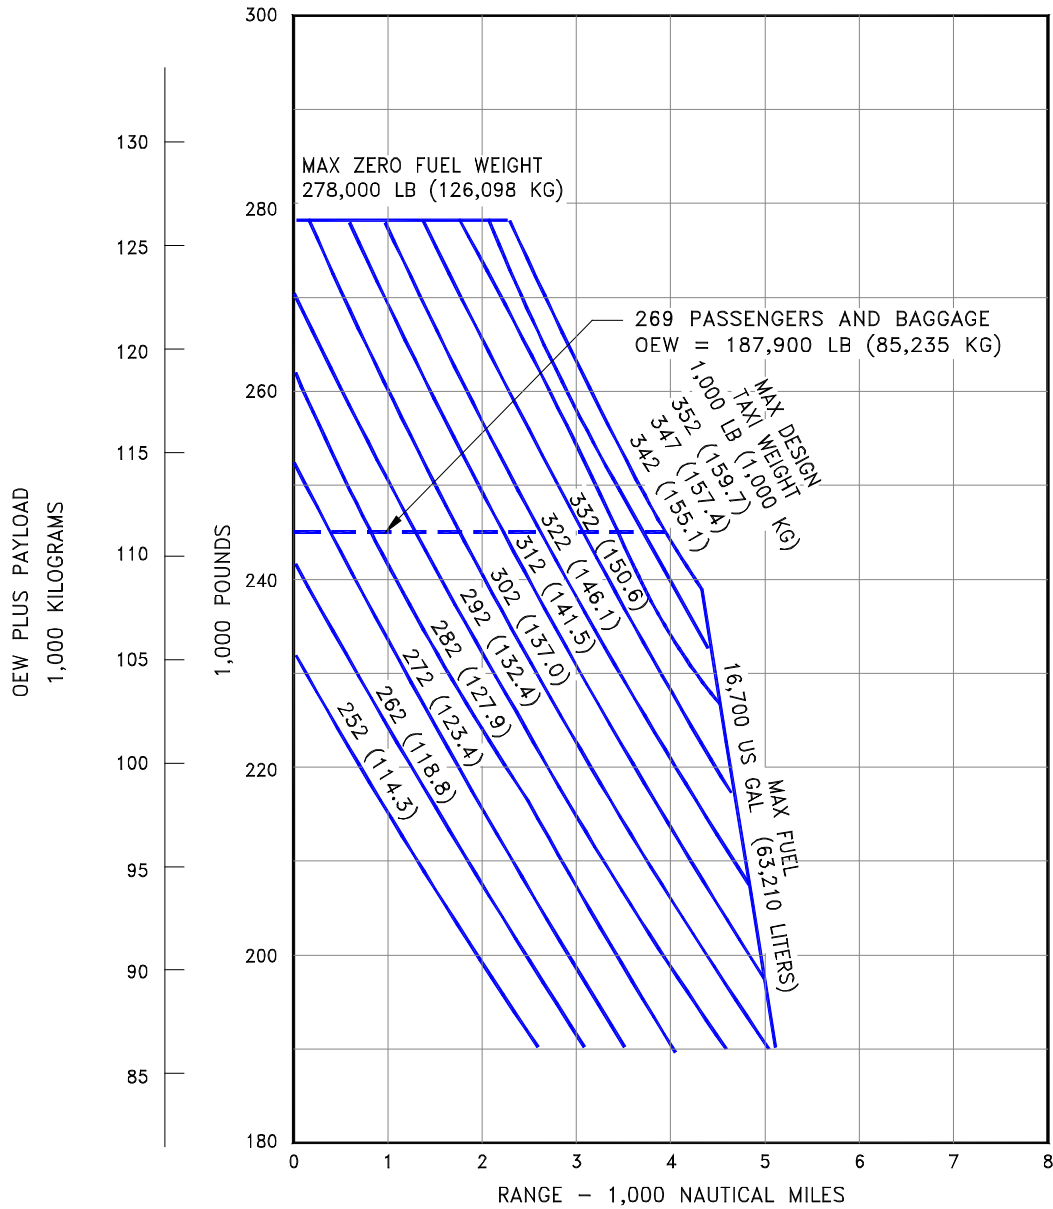 300
280
260
240
220
200
180
130
125
120
115
110
105
100
95
90
85
OEW PLUS PAYLOAD
1,000 KILOGRAMS
1,000 POUNDS
MAX ZERO FUEL WEIGHT
278,000 LB (126,098 KG)
269 PASSENGERS AND BAGGAGE
OEW = 187,900 LB (85,235 KG)
MAX DESIGN
TAXI WEIGHT
1,000 LB (1,000 KG)
352 (159.7)
347 (157.4)
342 (155.1)
332 (150.6)
322 (146.1)
312 (141.5)
302 (137.0)
292 (132.4)
282 (127.9)
272 (123.4)
262 (118.8)
252 (114.3)
MAX FUEL
16,700 US GAL (63,210 LITERS)
0 1 2 3 4 5 6 7 8
RANGE – 1,000 NAUTICAL MILES